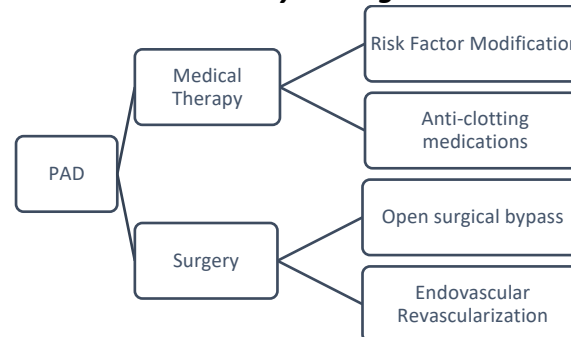 Risk Factor Modification
Medical
Therapy
Anti-clotting
medications
PAD
Open surgical bypass
Surgery
Endovascular
Revascularization